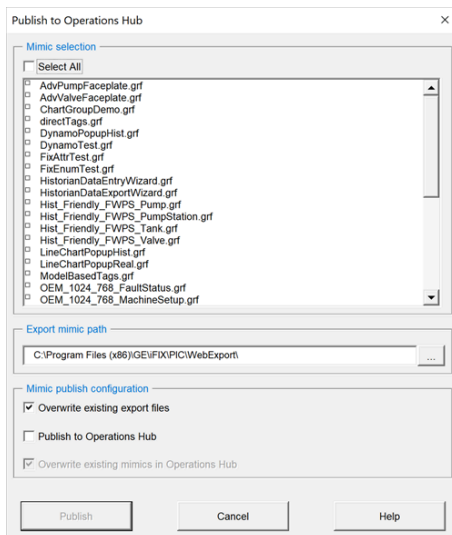 Publish to Operations Hub
Mimic selection
Select All
AdvPumpFaceplate.grf
AdvValveFaceplate.grf
ChartGroupDemo.grf
directTags.grf
DynamoPopupHist.grf
DynamoTest.grf
FixAttrTest.grf
FixEnumTest.grf
HistorianDataEntryWizard.grf
HistorianDataExportWizard.grf
Hist_Friendly_FWPS_Pump.grf
Hist_Friendly_FWPS_PumpStation.grf
Hist_Friendly_FWPS_Tank.grf
Hist_Friendly_FWPS_Valve.grf
LineChartPopupHist.grf
LineChartPopupReal.grf
ModelBasedTags.grf
OEM_1024_768_FaultStatus.grf
OEM_1024_768_MachineSetup.grf
Export mimic path
C:\Program Files (x86)\GE\iFIX\PIC\WebExport\
...
Mimic publish configuration
Overwrite existing export files
Publish to Operations Hub
Overwrite existing mimics in Operations Hub
Publish Cancel Help